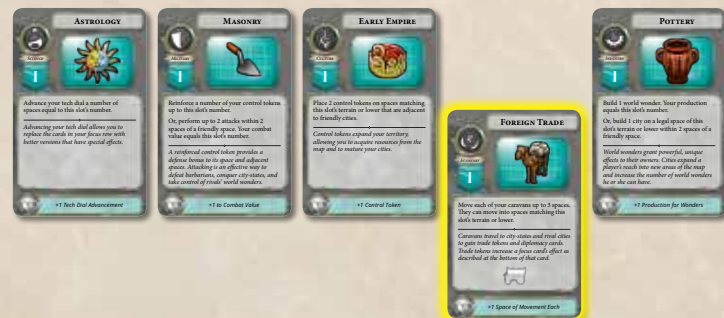 ASTROLOGY
SCIENCE
I
Advance your tech dial a number of
spaces equal to this slot's number.
Advancing your tech dial allows you to
replace the cards in your focus row with
better versions that have special effects.
+1 Tech Dial Advancement
MASONRY
MILITARY
I
Reinforce a number of your control tokens
up to this slot's number.
Or, perform up to 2 attacks within 2
spaces of a friendly space. Your combat
value equals this slot's number.
A reinforced control token provides a
defense bonus to its space and adjacent
spaces. Attacking is an effective way to
defeat barbarians, conquer city-states, and
take control of rivals' world wonders.
+1 to Combat Value
EARLY EMPIRE
CULTURE
I
Place 2 control tokens on spaces matching
this slot's terrain or lower that are adjacent
to friendly cities.
Control tokens expand your territory,
allowing you to acquire resources from the
map and to mature your cities.
+1 Control Token
FOREIGN TRADE
ECONOMY
I
Move each of your caravans up to 3 spaces.
They can move into spaces matching this
slot's terrain or lower.
Caravans travel to city-states and rival cities
to gain trade tokens and diplomacy cards.
Trade tokens increase a focus card's effect as
described at the bottom of that card.
+1 Space of Movement Each
POTTERY
INDUSTRY
I
Build 1 world wonder. Your production
equals this slot's number.
Or, build 1 city on a legal space of this
slot's terrain or lower within 2 spaces of a
friendly space.
World wonders grant powerful, unique
effects to their owners. Cities expand a
player's reach into new areas of the map
and increase the number of world wonders
he or she can have.
+1 Production for Wonders